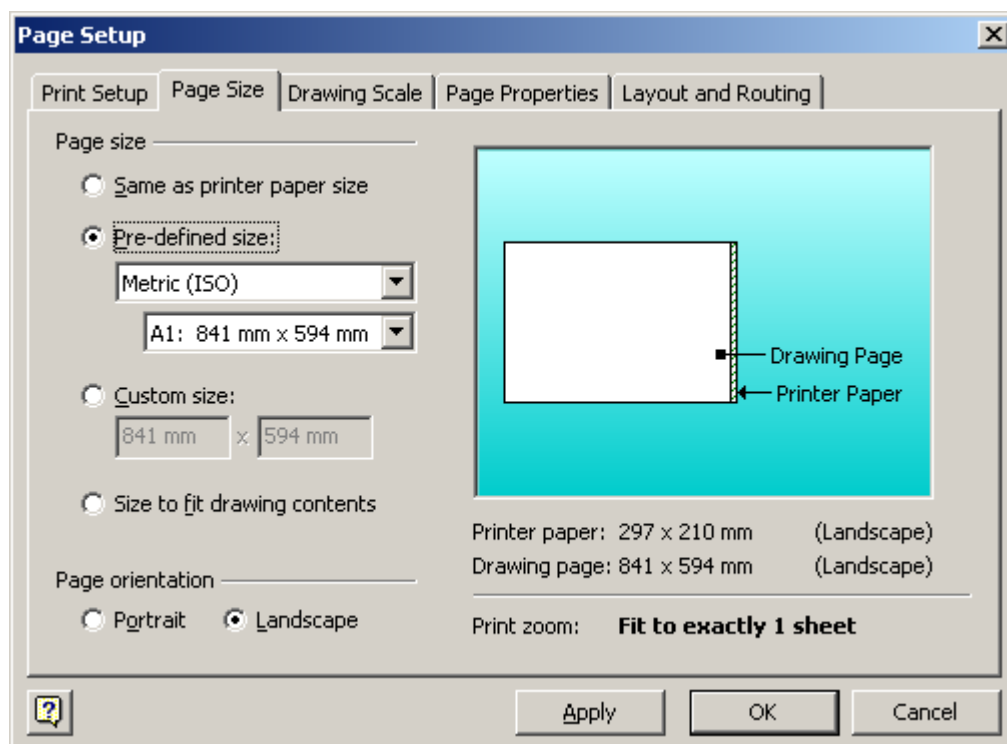 Page Setup
Print Setup Page Size Drawing Scale Page Properties Layout and Routing
Page size
Same as printer paper size
Pre-defined size:
Metric (ISO)
A1: 841 mm x 594 mm
Custom size:
841 mm x 594 mm
Size to fit drawing contents
Page orientation
Portrait Landscape
Drawing Page
Printer Paper
Printer paper: 297 x 210 mm (Landscape)
Drawing page: 841 x 594 mm (Landscape)
Print zoom: Fit to exactly 1 sheet
? Apply OK Cancel